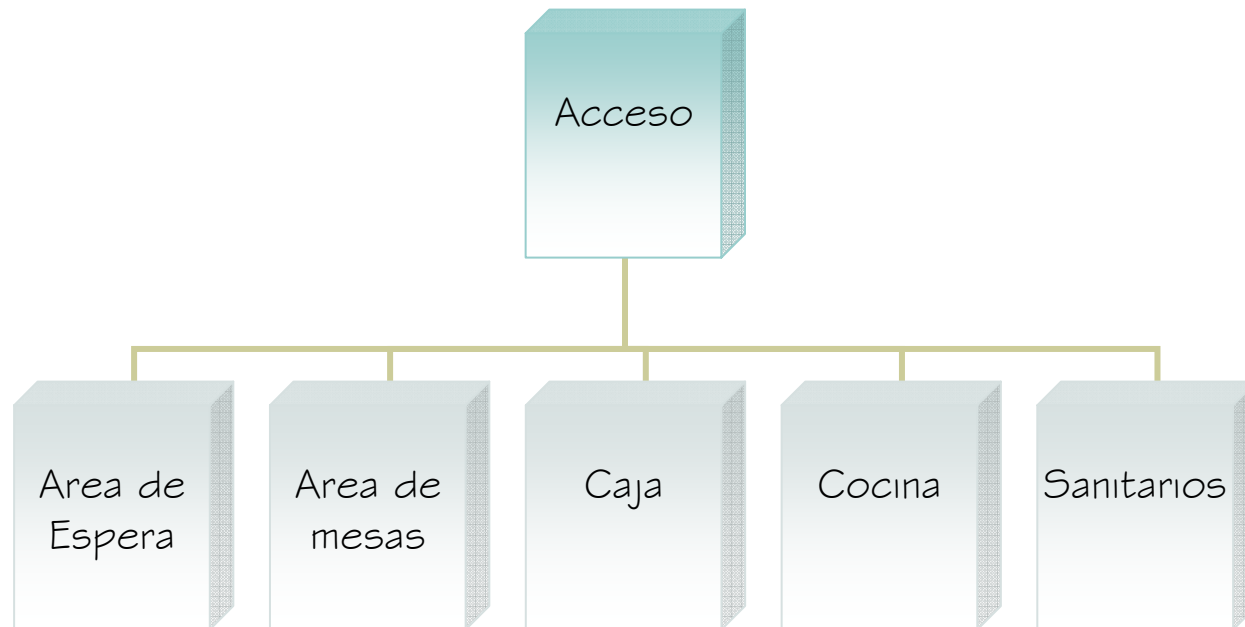 Acceso
Area de
Espera
Area de
mesas
Caja
Cocina
Sanitarios